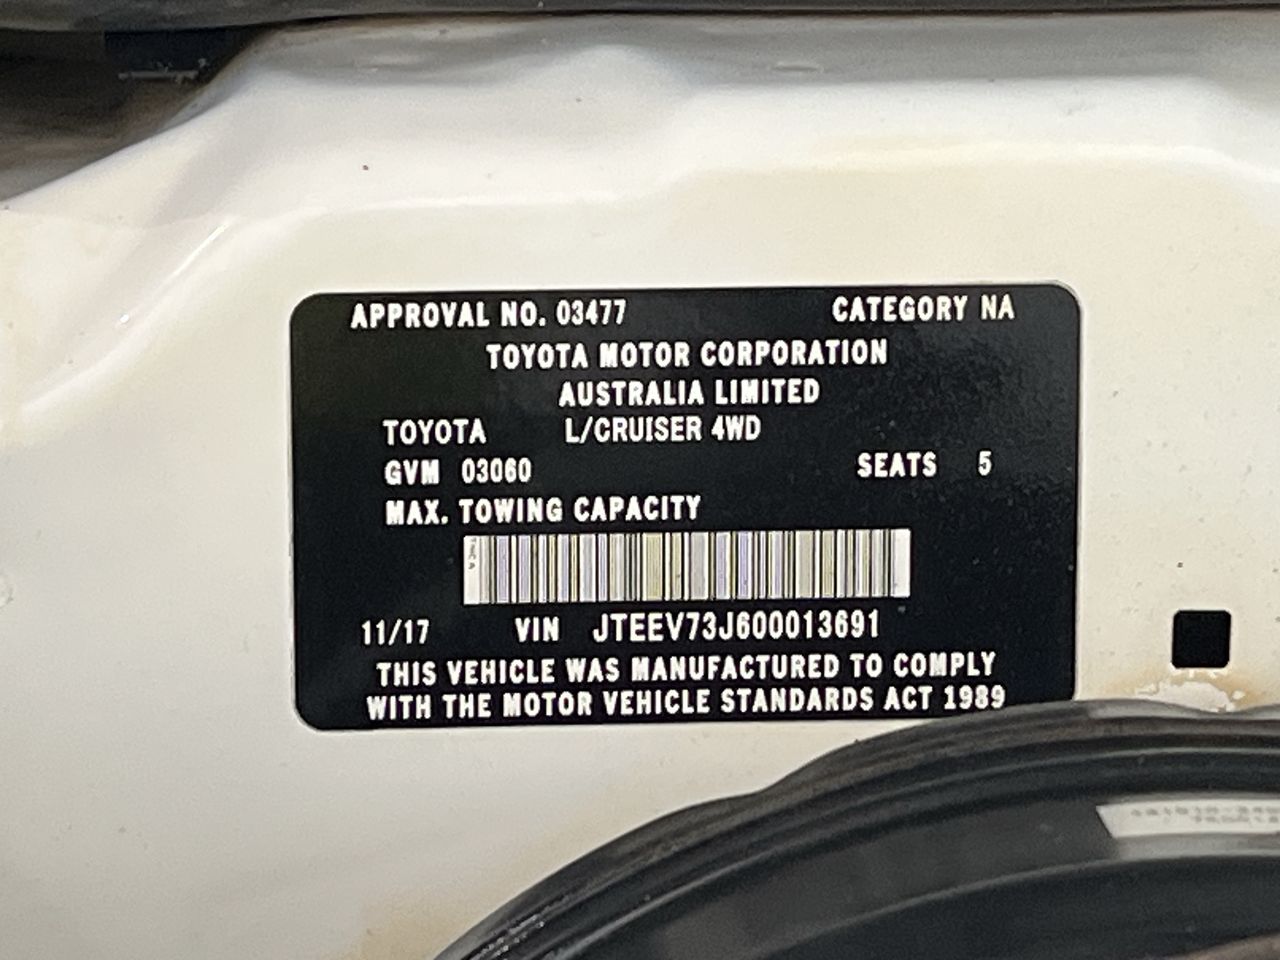 APPROVAL NO. 03477 CATEGORY NA
TOYOTA MOTOR CORPORATION
AUSTRALIA LIMITED
TOYOTA L/CRUISER 4WD
GVM 03060 SEATS 5
MAX. TOWING CAPACITY
11/17 VIN JTEEV73J600013691
THIS VEHICLE WAS MANUFACTURED TO COMPLY
WITH THE MOTOR VEHICLE STANDARDS ACT 1989